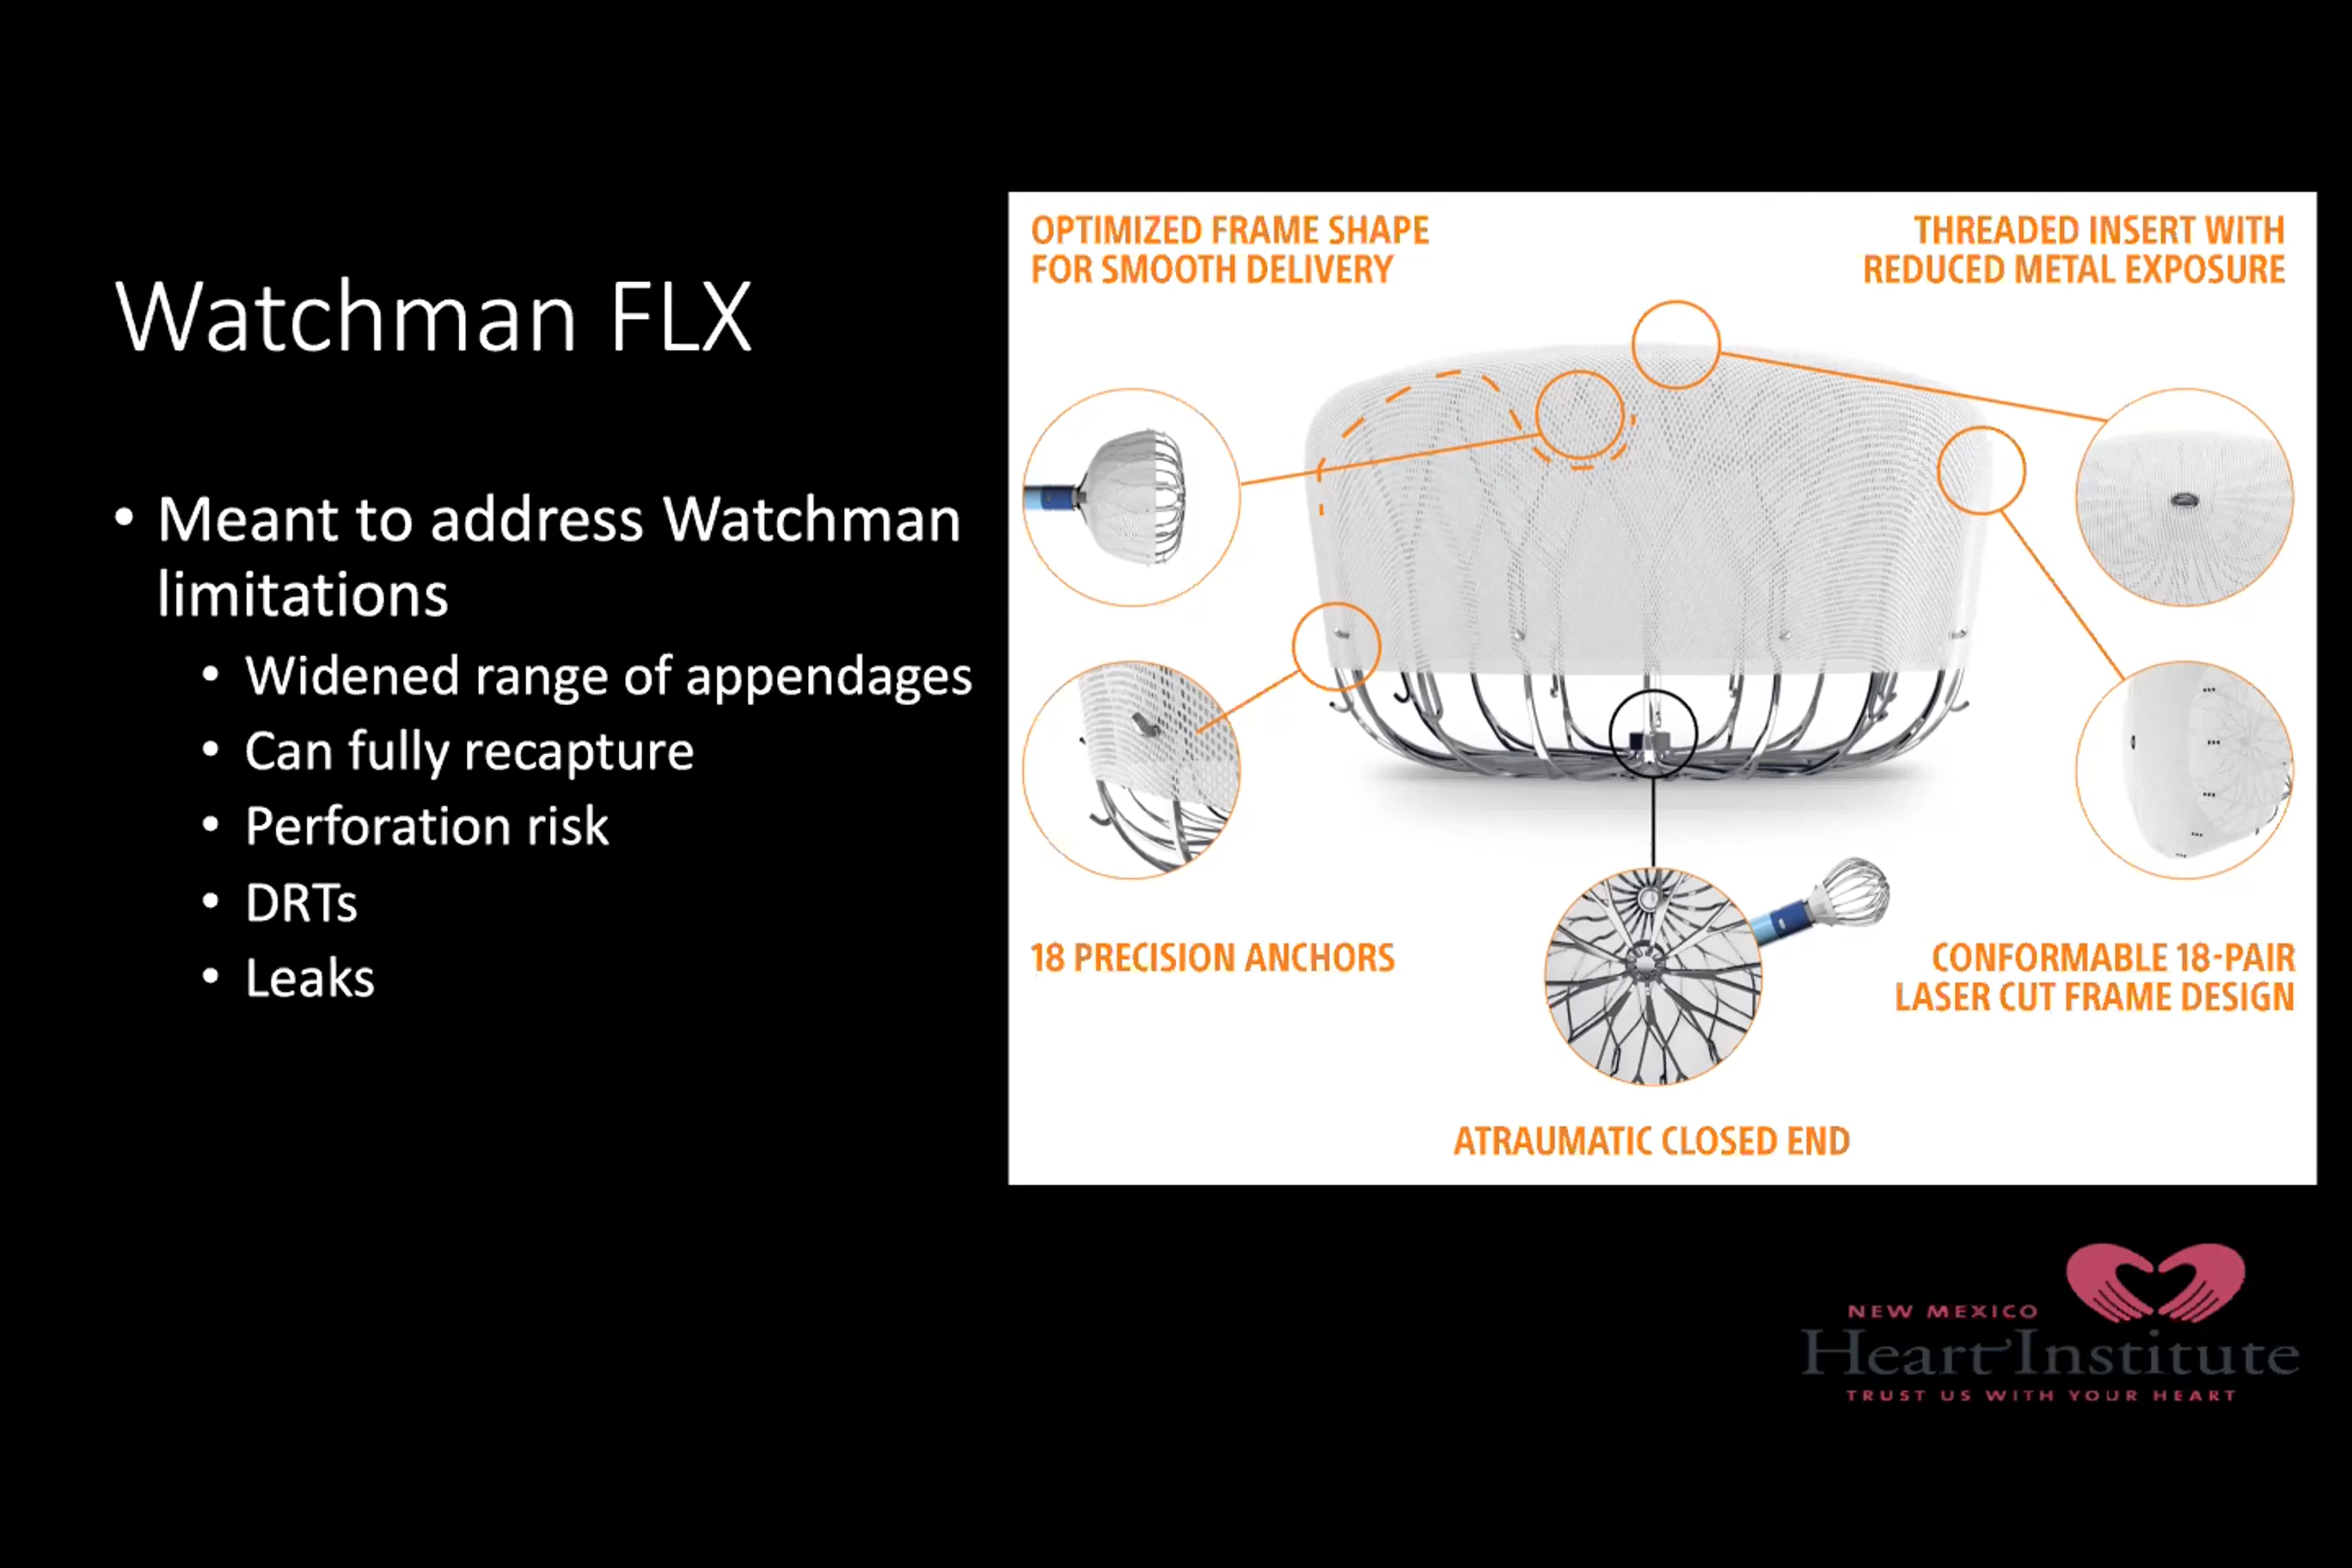 Watchman FLX
• Meant to address Watchman
limitations
• Widened range of appendages
• Can fully recapture
• Perforation risk
• DRTs
• Leaks
OPTIMIZED FRAME SHAPE
FOR SMOOTH DELIVERY
THREADED INSERT WITH
REDUCED METAL EXPOSURE
18 PRECISION ANCHORS
CONFORMABLE 18-PAIR
LASER CUT FRAME DESIGN
ATRAUMATIC CLOSED END
NEW MEXICO
Heart Institute
TRUST US WITH YOUR HEART